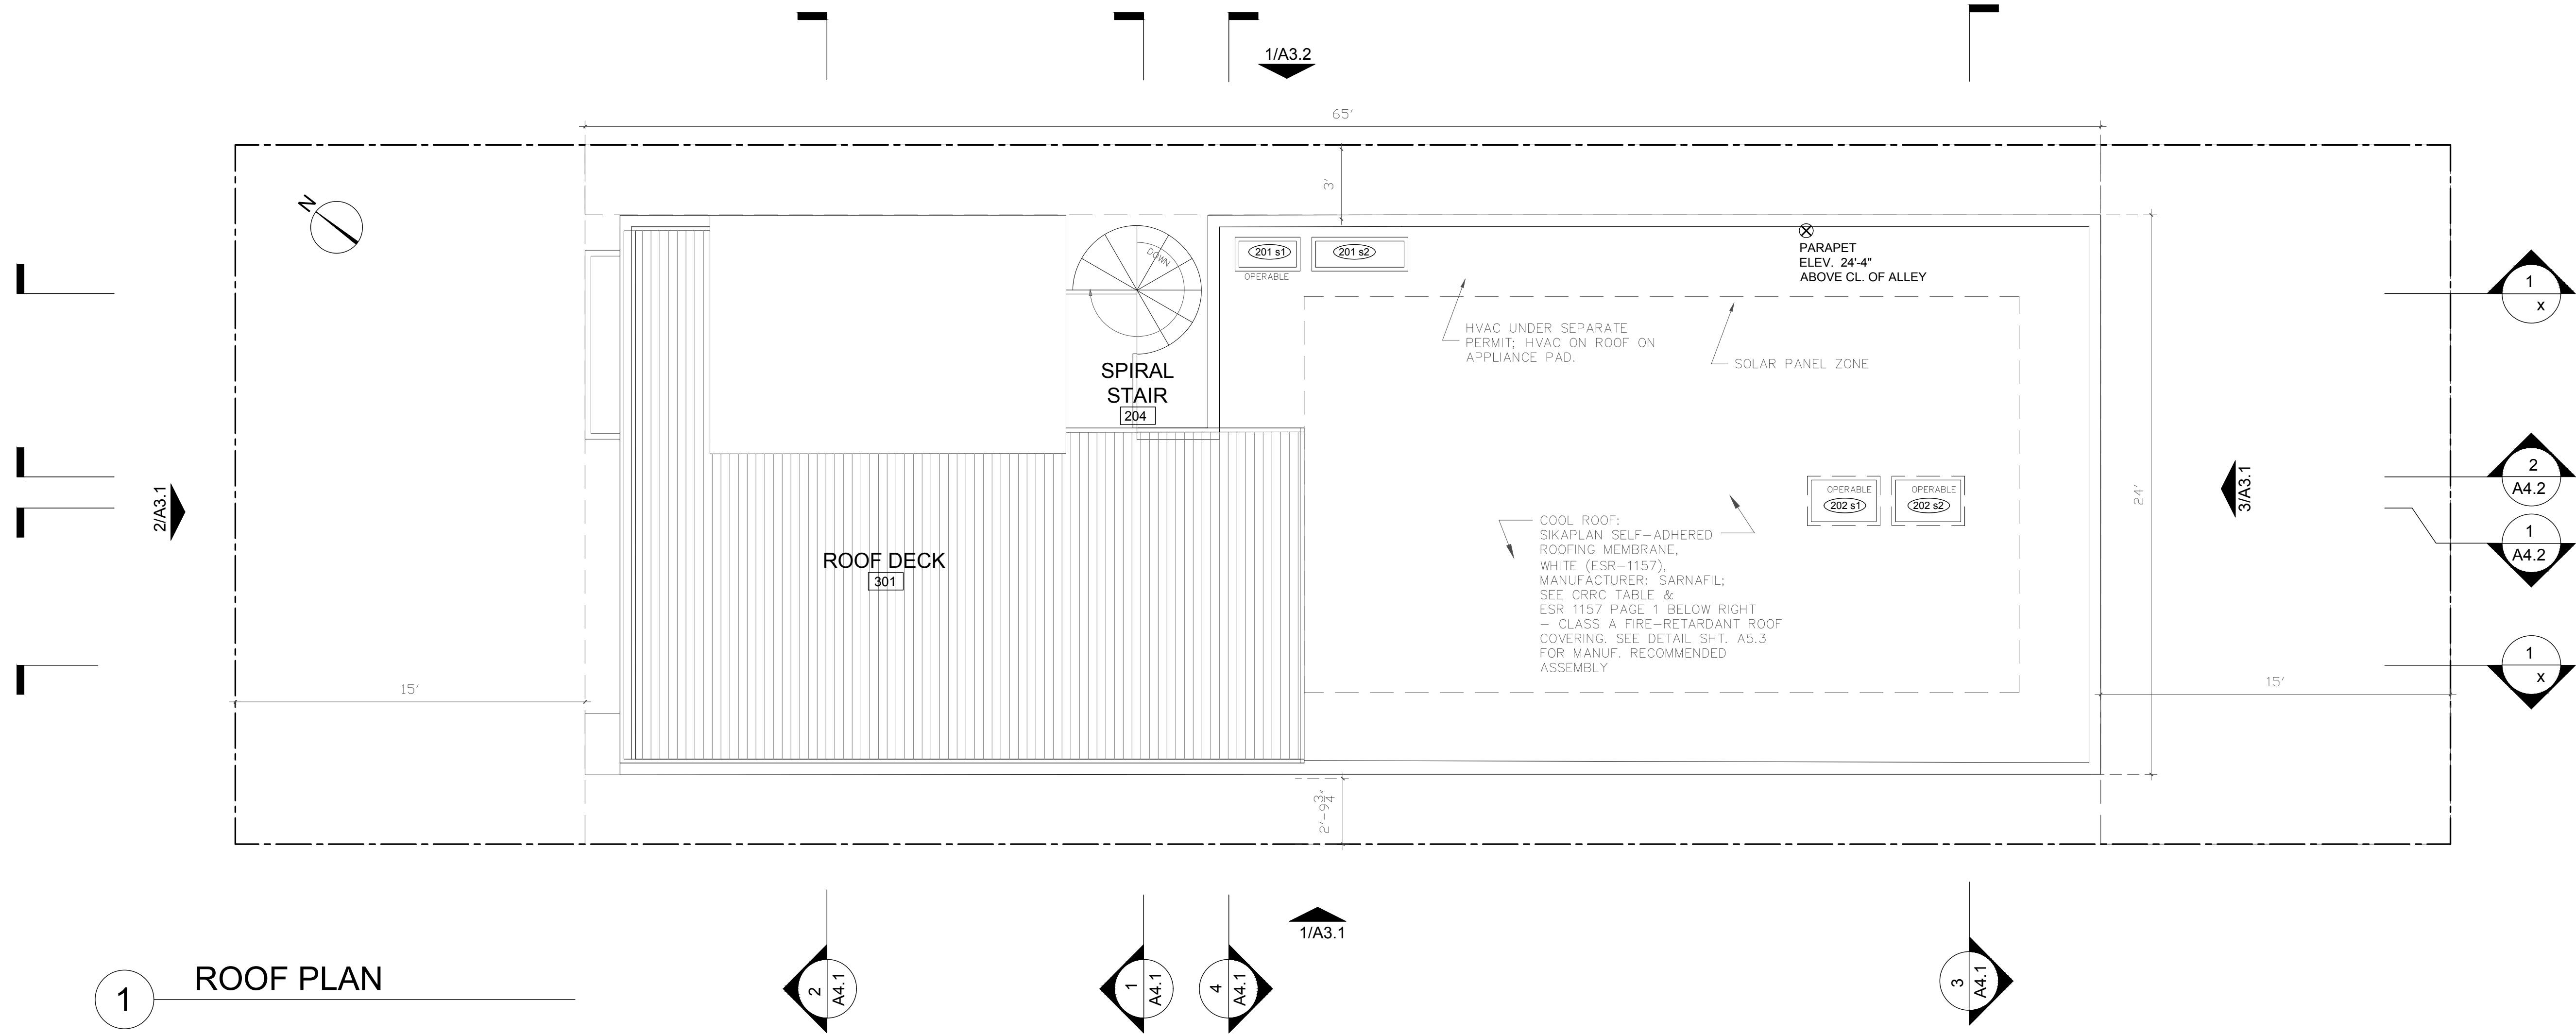 1/A3.2
65'
N
3'
201 s1
201 s2
OPERABLE
DOWN
PARAPET
ELEV. 24'-4"
ABOVE CL. OF ALLEY
1
x
HVAC UNDER SEPARATE
PERMIT; HVAC ON ROOF ON
APPLIANCE PAD.
SOLAR PANEL ZONE
SPIRAL
STAIR
204
2/A3.1
OPERABLE
202 s1
OPERABLE
202 s2
24'
3/A3.1
2
A4.2
1
A4.2
ROOF DECK
301
COOL ROOF:
SIKAPLAN SELF-ADHERED
ROOFING MEMBRANE,
WHITE (ESR-1157),
MANUFACTURER: SARNAFIL;
SEE CRRC TABLE &
ESR 1157 PAGE 1 BELOW RIGHT
- CLASS A FIRE-RETARDANT ROOF
COVERING. SEE DETAIL SHT. A5.3
FOR MANUF. RECOMMENDED
ASSEMBLY
15'
15'
1
x
2'-9 3/4"
1/A3.1
1
ROOF PLAN
2
A4.1
1
A4.1
4
A4.1
3
A4.1